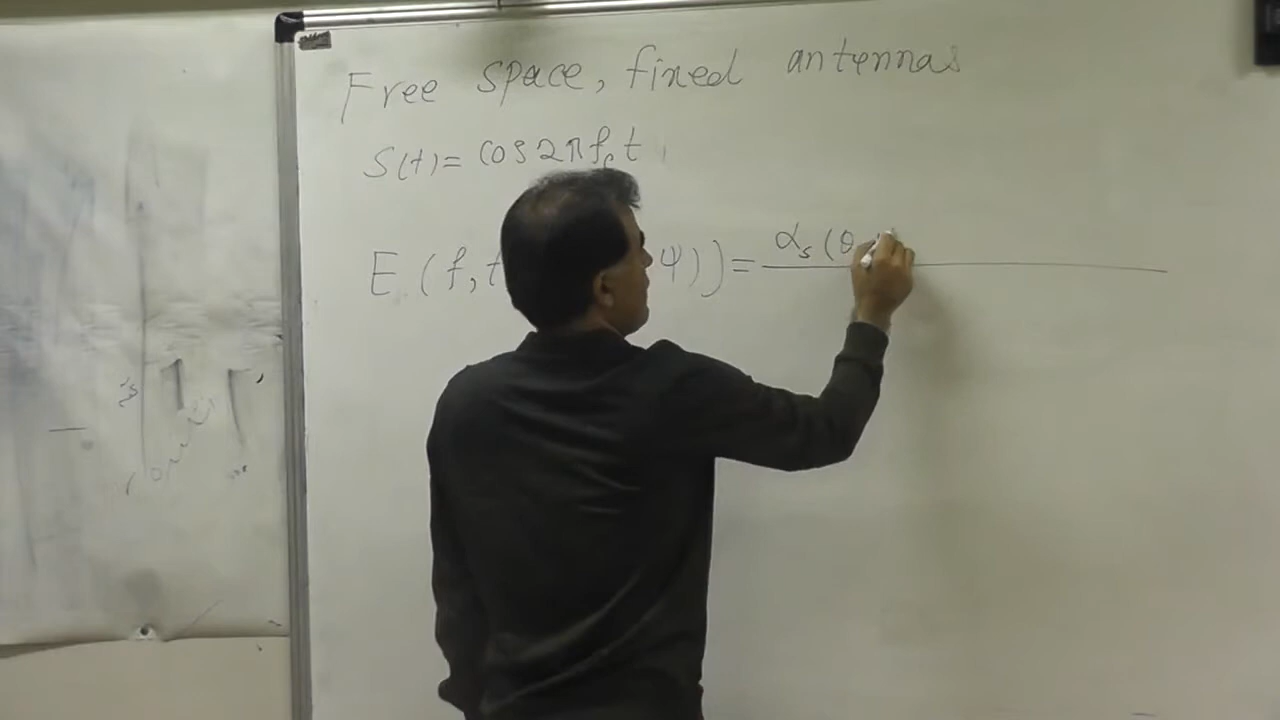 Free space, fixed antennas
S(t) = cos 2πf_c t
E (f, t ψ)) = α_s (θ